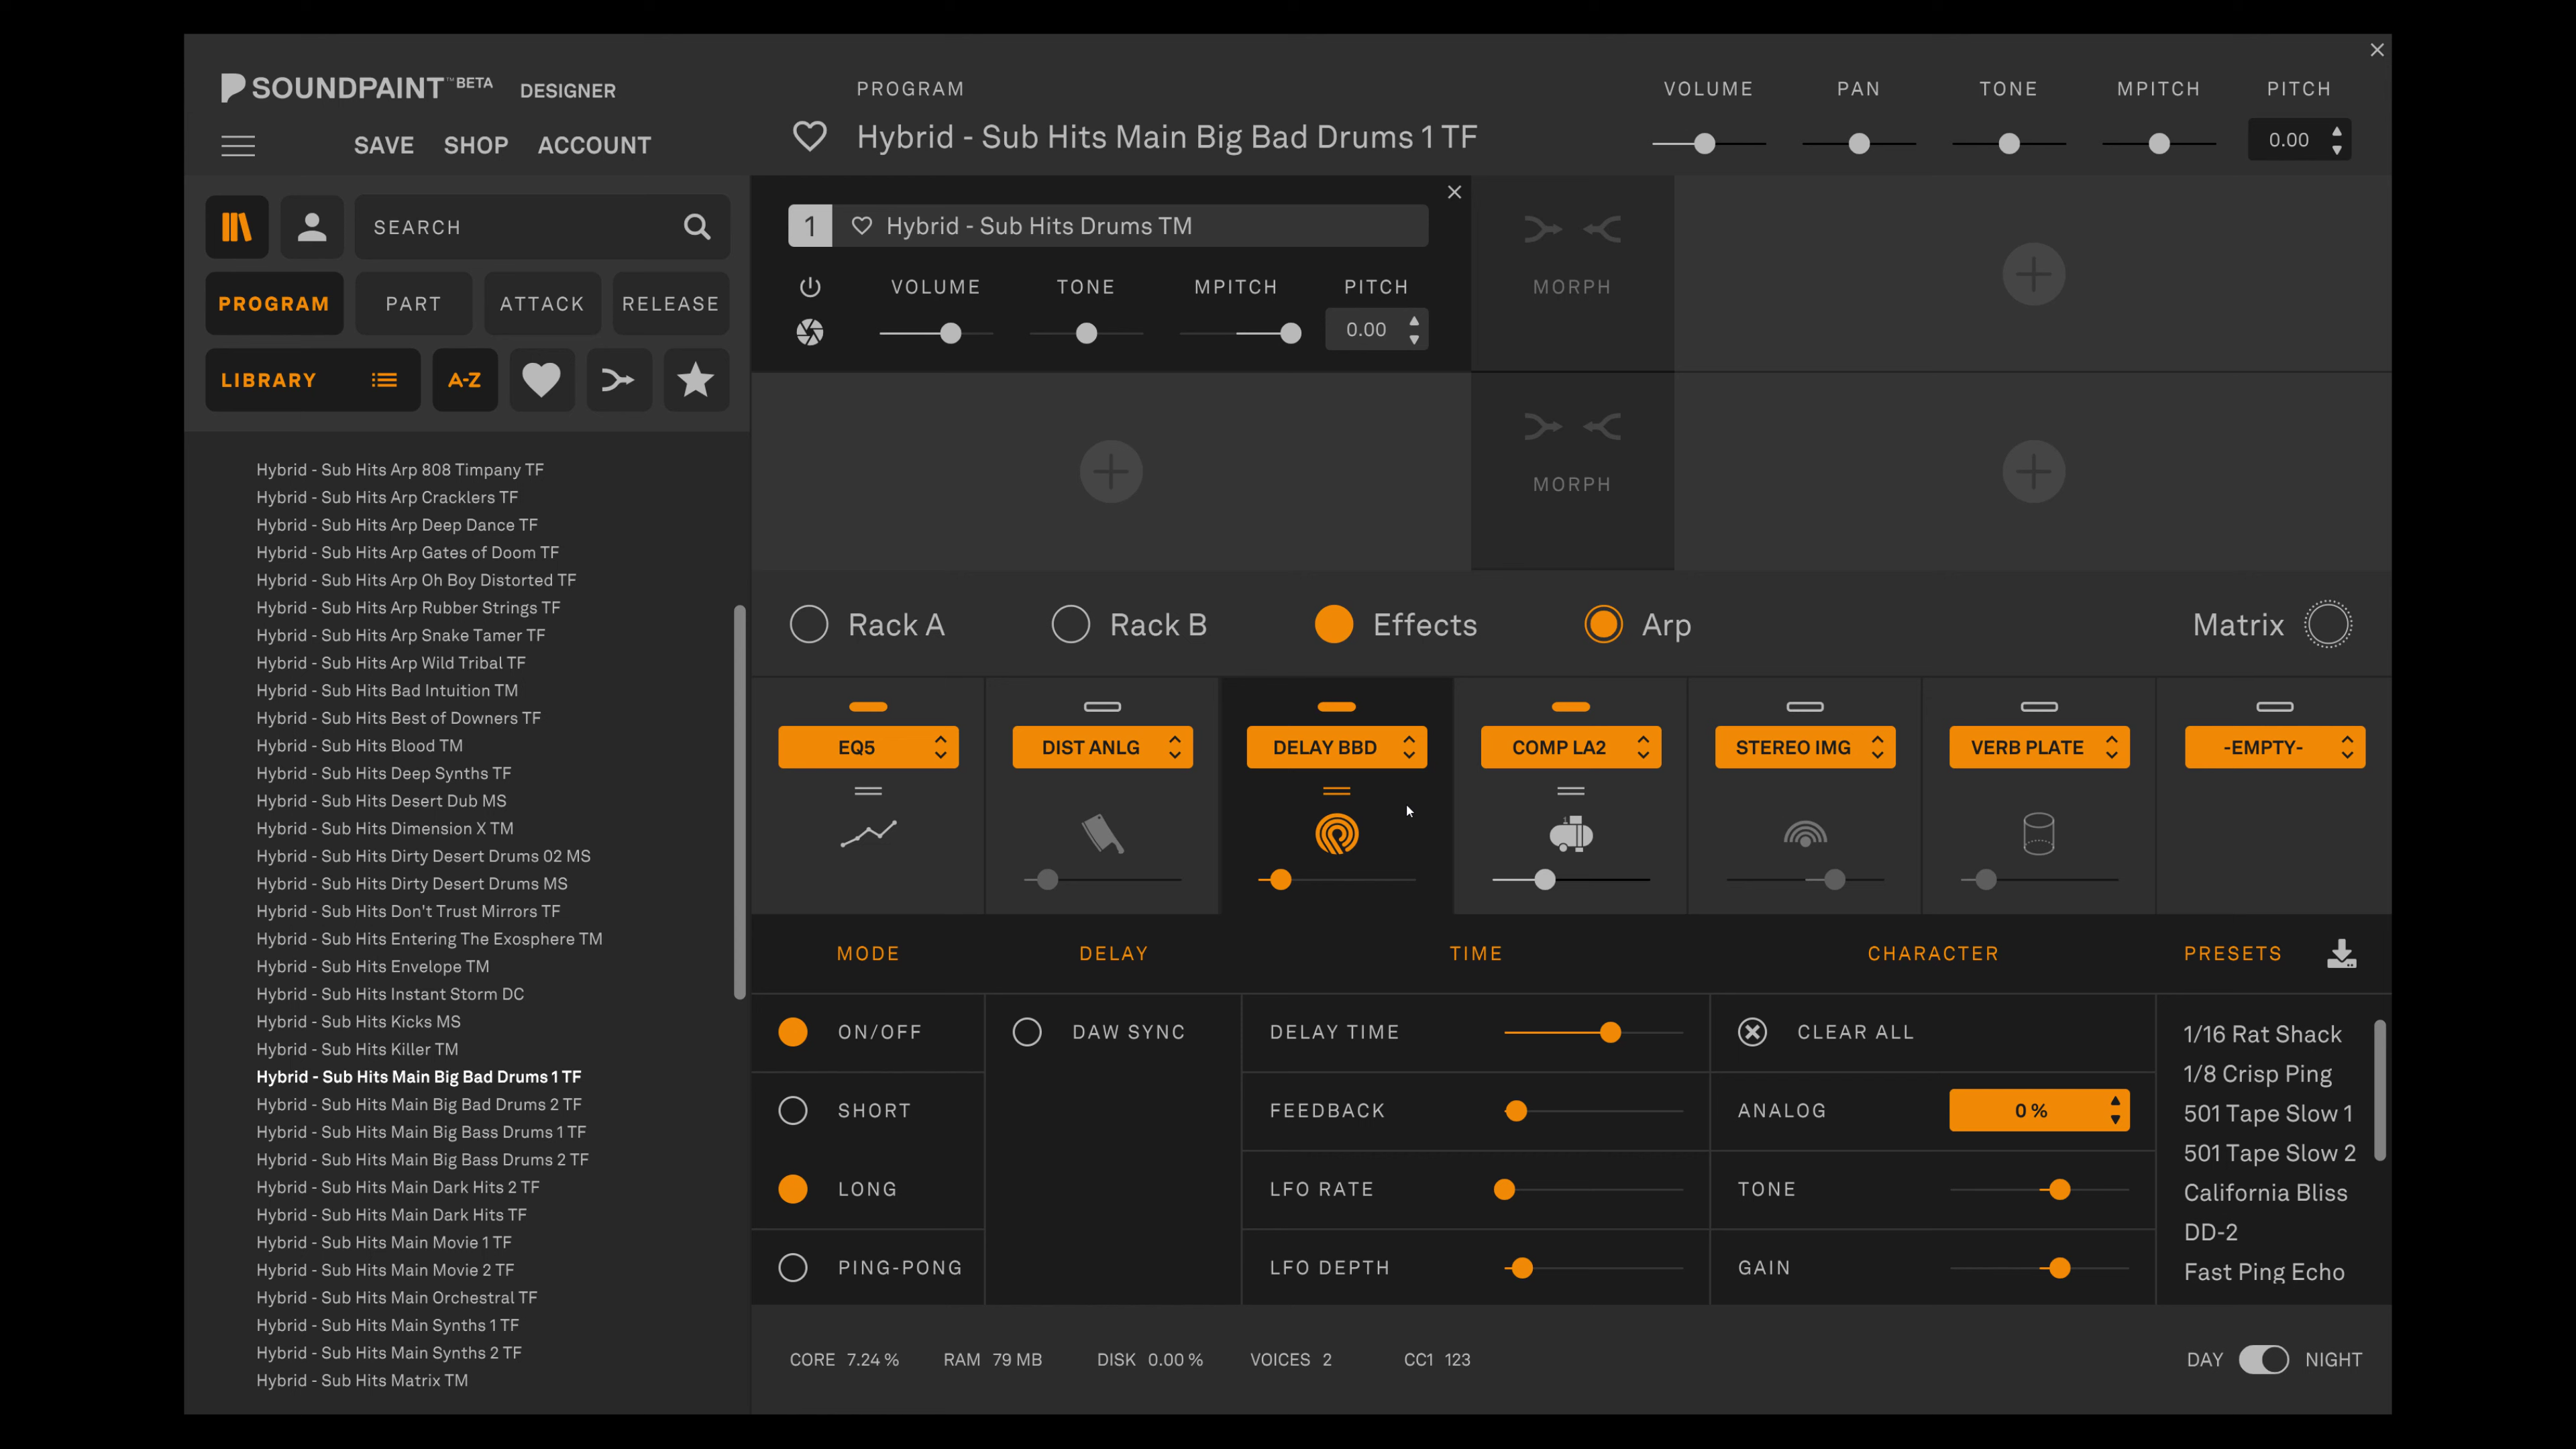 SOUNDPAINT™ BETA DESIGNER
SAVE SHOP ACCOUNT
PROGRAM
Hybrid - Sub Hits Main Big Bad Drums 1 TF
VOLUME PAN TONE MPITCH PITCH
0.00
SEARCH
PROGRAM PART ATTACK RELEASE
LIBRARY A-Z
Hybrid - Sub Hits Arp 808 Timpany TF
Hybrid - Sub Hits Arp Cracklers TF
Hybrid - Sub Hits Arp Deep Dance TF
Hybrid - Sub Hits Arp Gates of Doom TF
Hybrid - Sub Hits Arp Oh Boy Distorted TF
Hybrid - Sub Hits Arp Rubber Strings TF
Hybrid - Sub Hits Arp Snake Tamer TF
Hybrid - Sub Hits Arp Wild Tribal TF
Hybrid - Sub Hits Bad Intuition TM
Hybrid - Sub Hits Best of Downers TF
Hybrid - Sub Hits Blood TM
Hybrid - Sub Hits Deep Synths TF
Hybrid - Sub Hits Desert Dub MS
Hybrid - Sub Hits Dimension X TM
Hybrid - Sub Hits Dirty Desert Drums 02 MS
Hybrid - Sub Hits Dirty Desert Drums MS
Hybrid - Sub Hits Don't Trust Mirrors TF
Hybrid - Sub Hits Entering The Exosphere TM
Hybrid - Sub Hits Envelope TM
Hybrid - Sub Hits Instant Storm DC
Hybrid - Sub Hits Kicks MS
Hybrid - Sub Hits Killer TM
Hybrid - Sub Hits Main Big Bad Drums 1 TF
Hybrid - Sub Hits Main Big Bad Drums 2 TF
Hybrid - Sub Hits Main Big Bass Drums 1 TF
Hybrid - Sub Hits Main Big Bass Drums 2 TF
Hybrid - Sub Hits Main Dark Hits 2 TF
Hybrid - Sub Hits Main Dark Hits TF
Hybrid - Sub Hits Main Movie 1 TF
Hybrid - Sub Hits Main Movie 2 TF
Hybrid - Sub Hits Main Orchestral TF
Hybrid - Sub Hits Main Synths 1 TF
Hybrid - Sub Hits Main Synths 2 TF
Hybrid - Sub Hits Matrix TM
1 Hybrid - Sub Hits Drums TM
VOLUME TONE MPITCH PITCH
0.00
MORPH
MORPH
Rack A Rack B Effects Arp Matrix
EQ5 DIST ANLG DELAY BBD COMP LA2 STEREO IMG VERB PLATE -EMPTY-
MODE DELAY TIME CHARACTER PRESETS
ON/OFF
SHORT
LONG
PING-PONG
DAW SYNC
DELAY TIME
FEEDBACK
LFO RATE
LFO DEPTH
CLEAR ALL
ANALOG 0 %
TONE
GAIN
1/16 Rat Shack
1/8 Crisp Ping
501 Tape Slow 1
501 Tape Slow 2
California Bliss
DD-2
Fast Ping Echo
CORE 7.24 % RAM 79 MB DISK 0.00 % VOICES 2 CC1 123
DAY NIGHT